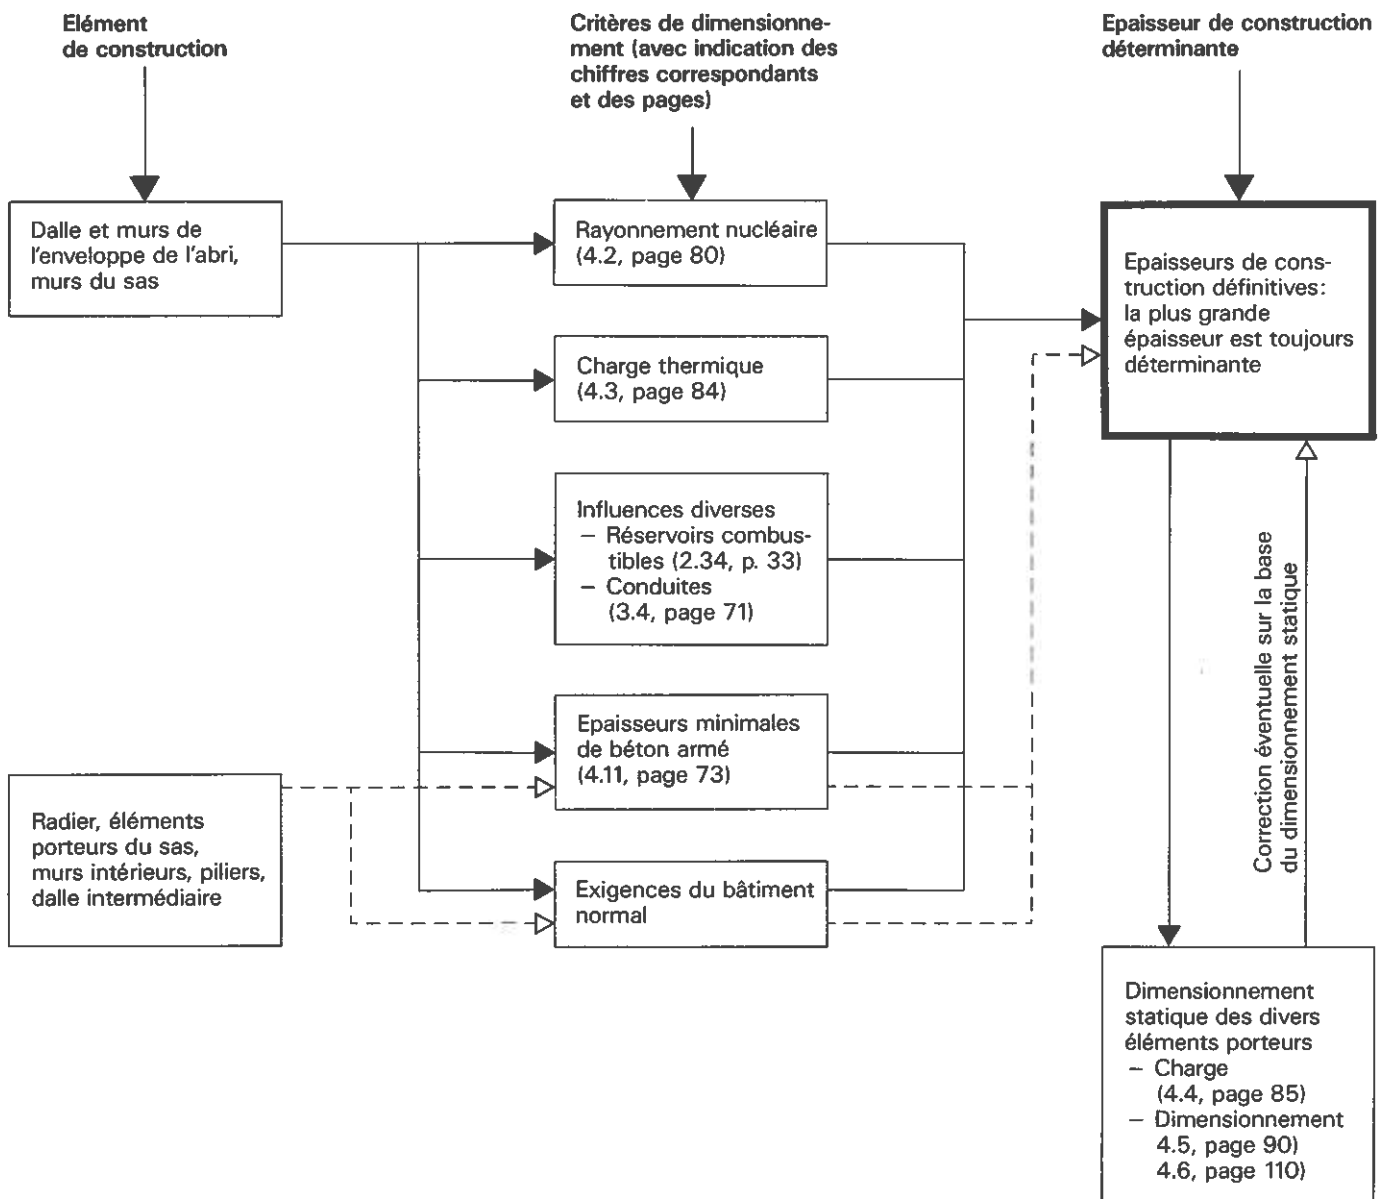 Elément
de construction
Critères de dimensionne-
ment (avec indication des
chiffres correspondants
et des pages)
Epaisseur de construction
déterminante
Dalle et murs de
l'enveloppe de l'abri,
murs du sas
Rayonnement nucléaire
(4.2, page 80)
Epaisseurs de cons-
truction définitives:
la plus grande
épaisseur est toujours
déterminante
Charge thermique
(4.3, page 84)
Influences diverses
– Réservoirs combus-
tibles (2.34, p. 33)
– Conduites
(3.4, page 71)
Epaisseurs minimales
de béton armé
(4.11, page 73)
Radier, éléments
porteurs du sas,
murs intérieurs, piliers,
dalle intermédiaire
Exigences du bâtiment
normal
Correction éventuelle sur la base
du dimensionnement statique
Dimensionnement
statique des divers
éléments porteurs
– Charge
(4.4, page 85)
– Dimensionnement
4.5, page 90)
4.6, page 110)